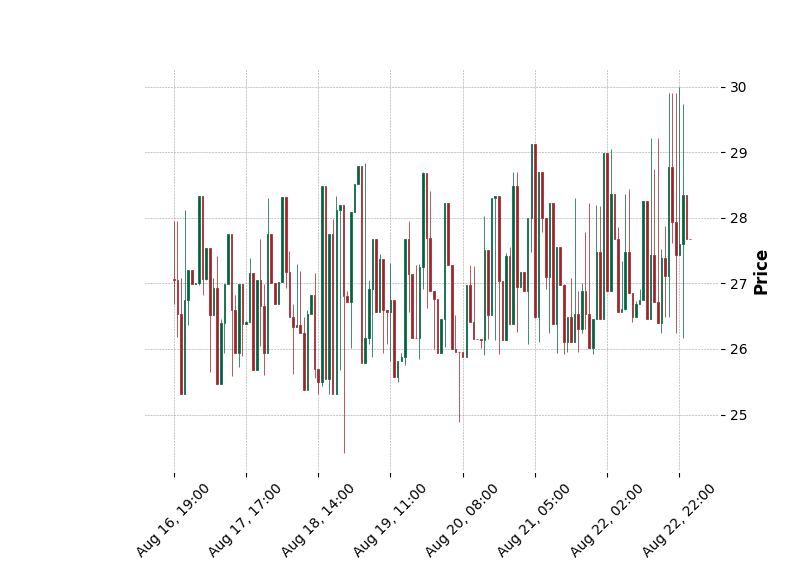 30
29
28
27
26
25
Price
Aug 16, 19:00
Aug 17, 17:00
Aug 18, 14:00
Aug 19, 11:00
Aug 20, 08:00
Aug 21, 05:00
Aug 22, 02:00
Aug 22, 22:00